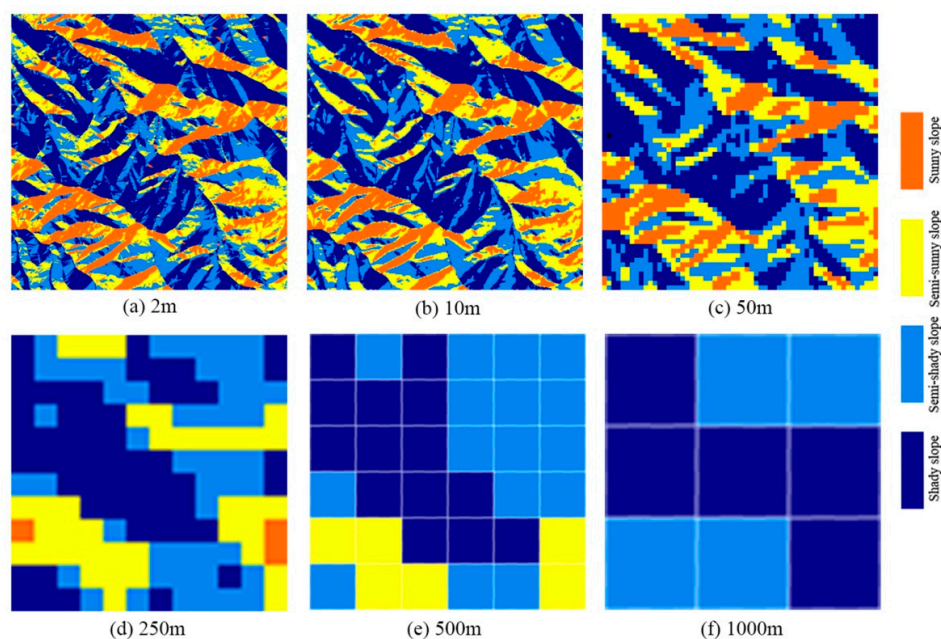 (a) 2m
(b) 10m
(c) 50m
Sunny slope
Semi-sunny slope
Semi-shady slope
Shady slope
(d) 250m
(e) 500m
(f) 1000m